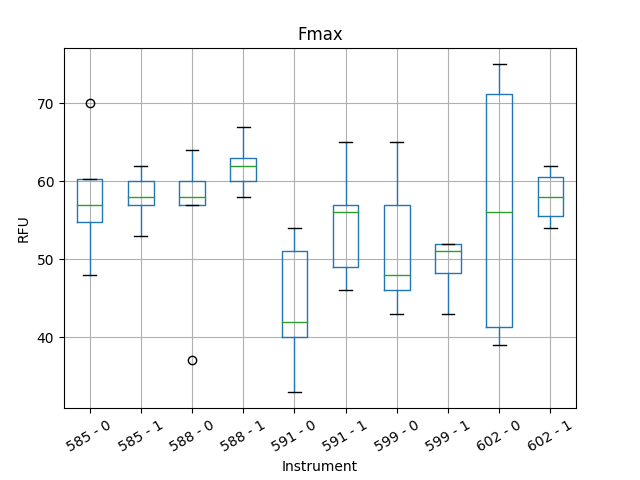 Fmax
70
60
50
40
RFU
585 - 0
585 - 1
588 - 0
588 - 1
591 - 0
591 - 1
599 - 0
599 - 1
602 - 0
602 - 1
Instrument